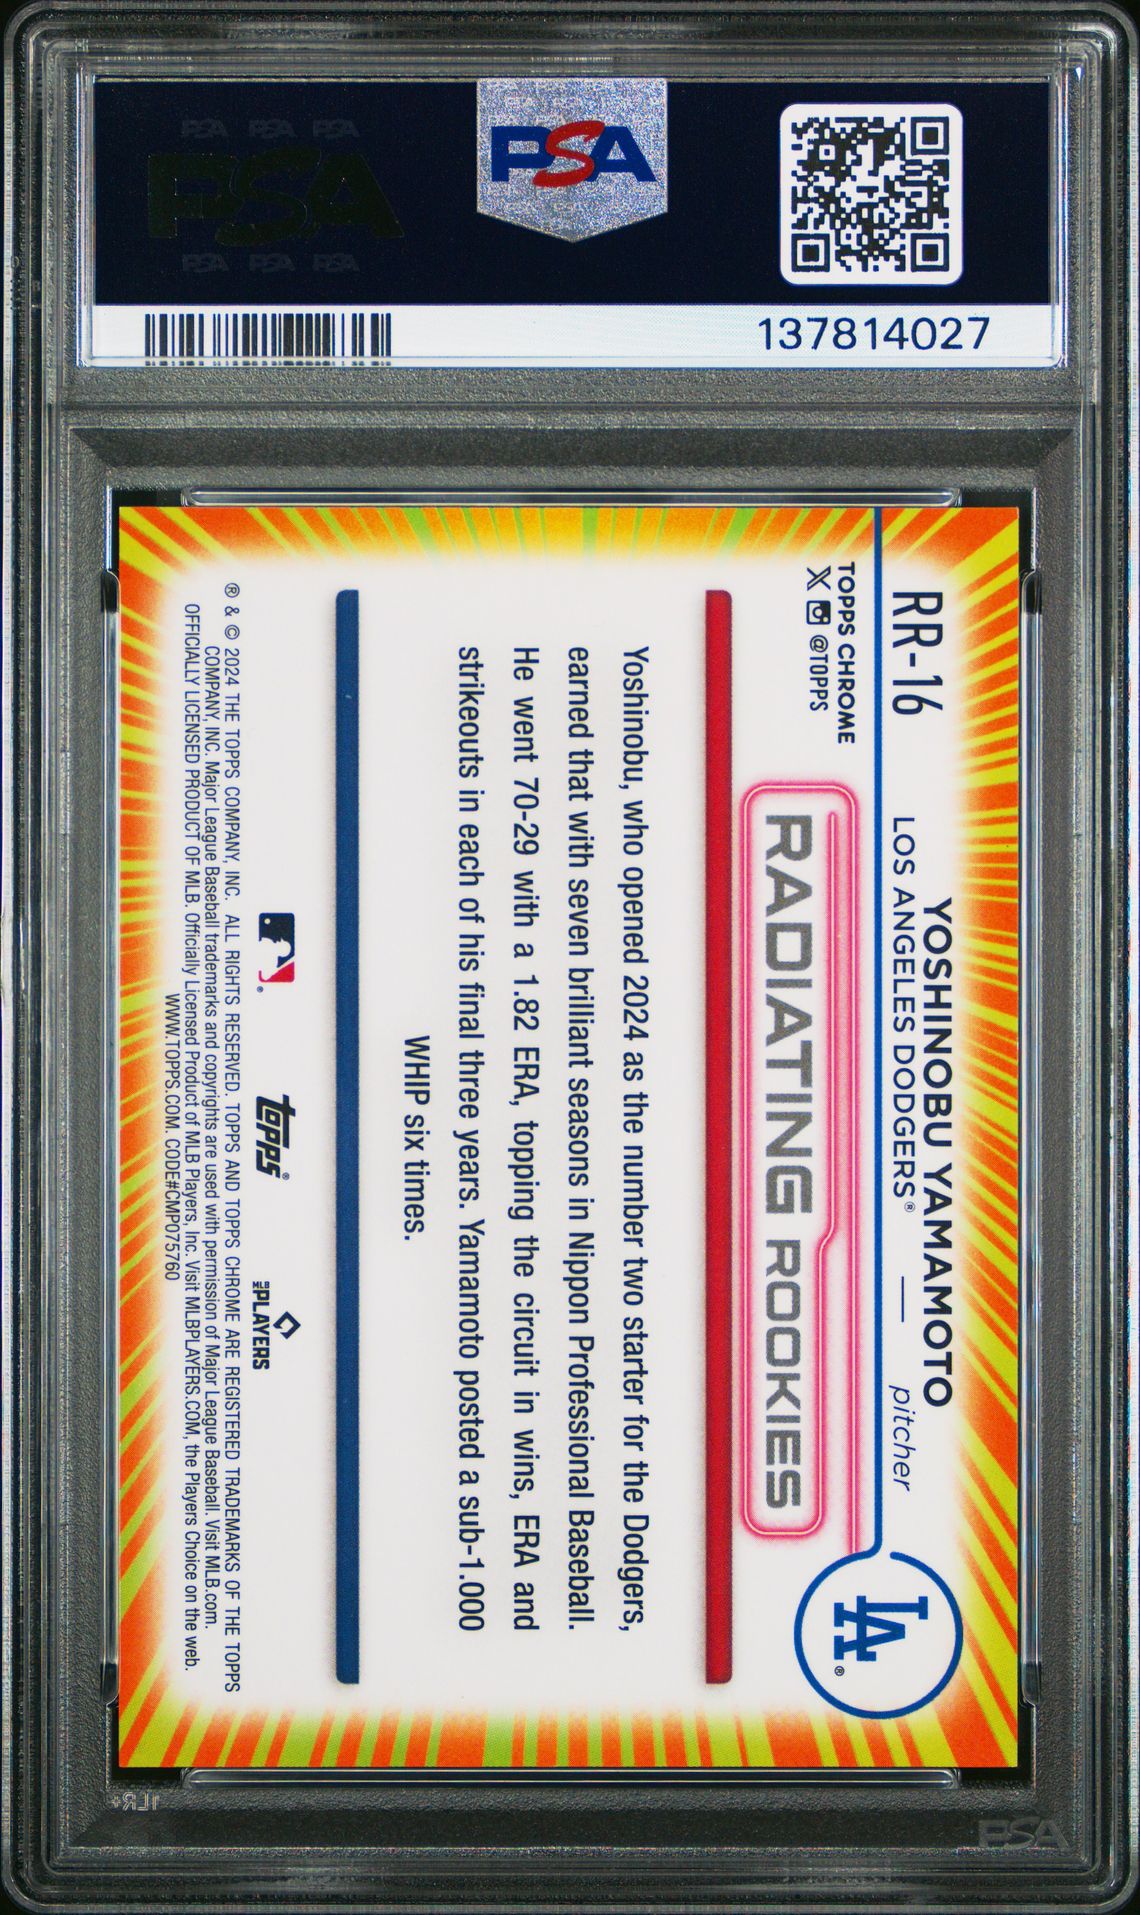 PSA PSA PSA
PSA
PSA PSA PSA
PSA
137814027
RR-16
YOSHINOBU YAMAMOTO
LOS ANGELES DODGERS® — pitcher
LA®
TOPPS CHROME
X @TOPPS
RADIATING ROOKIES
Yoshinobu, who opened 2024 as the number two starter for the Dodgers,
earned that with seven brilliant seasons in Nippon Professional Baseball.
He went 70-29 with a 1.82 ERA, topping the circuit in wins, ERA and
strikeouts in each of his final three years. Yamamoto posted a sub-1.000
WHIP six times.
topps®
MLB PLAYERS
® & © 2024 THE TOPPS COMPANY, INC. ALL RIGHTS RESERVED. TOPPS AND TOPPS CHROME ARE REGISTERED TRADEMARKS OF THE TOPPS
COMPANY, INC. Major League Baseball trademarks and copyrights are used with permission of Major League Baseball. Visit MLB.com.
OFFICIALLY LICENSED PRODUCT OF MLB. Officially Licensed Product of MLB Players, Inc. Visit MLBPLAYERS.COM, the Players Choice on the web.
WWW.TOPPS.COM. CODE#CMP075760
PSA